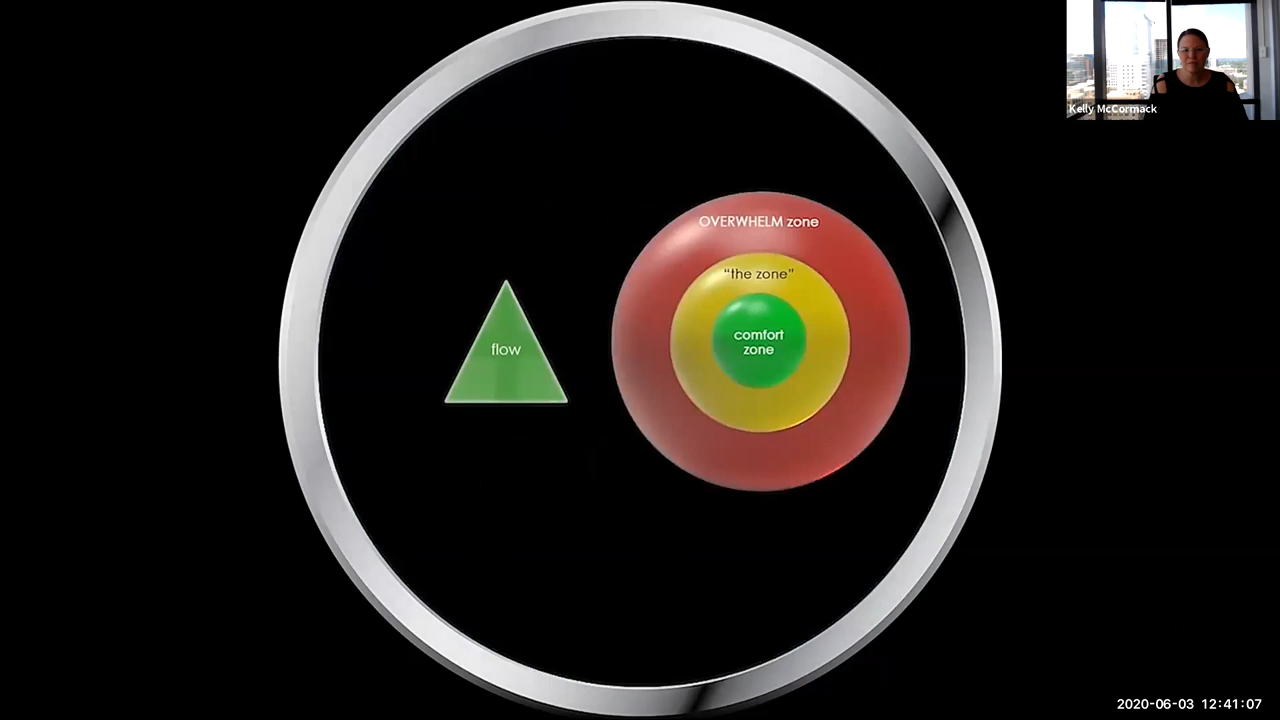 Kelly McCormack
OVERWHELM zone
“the zone”
comfort
zone
flow
2020-06-03 12:41:07